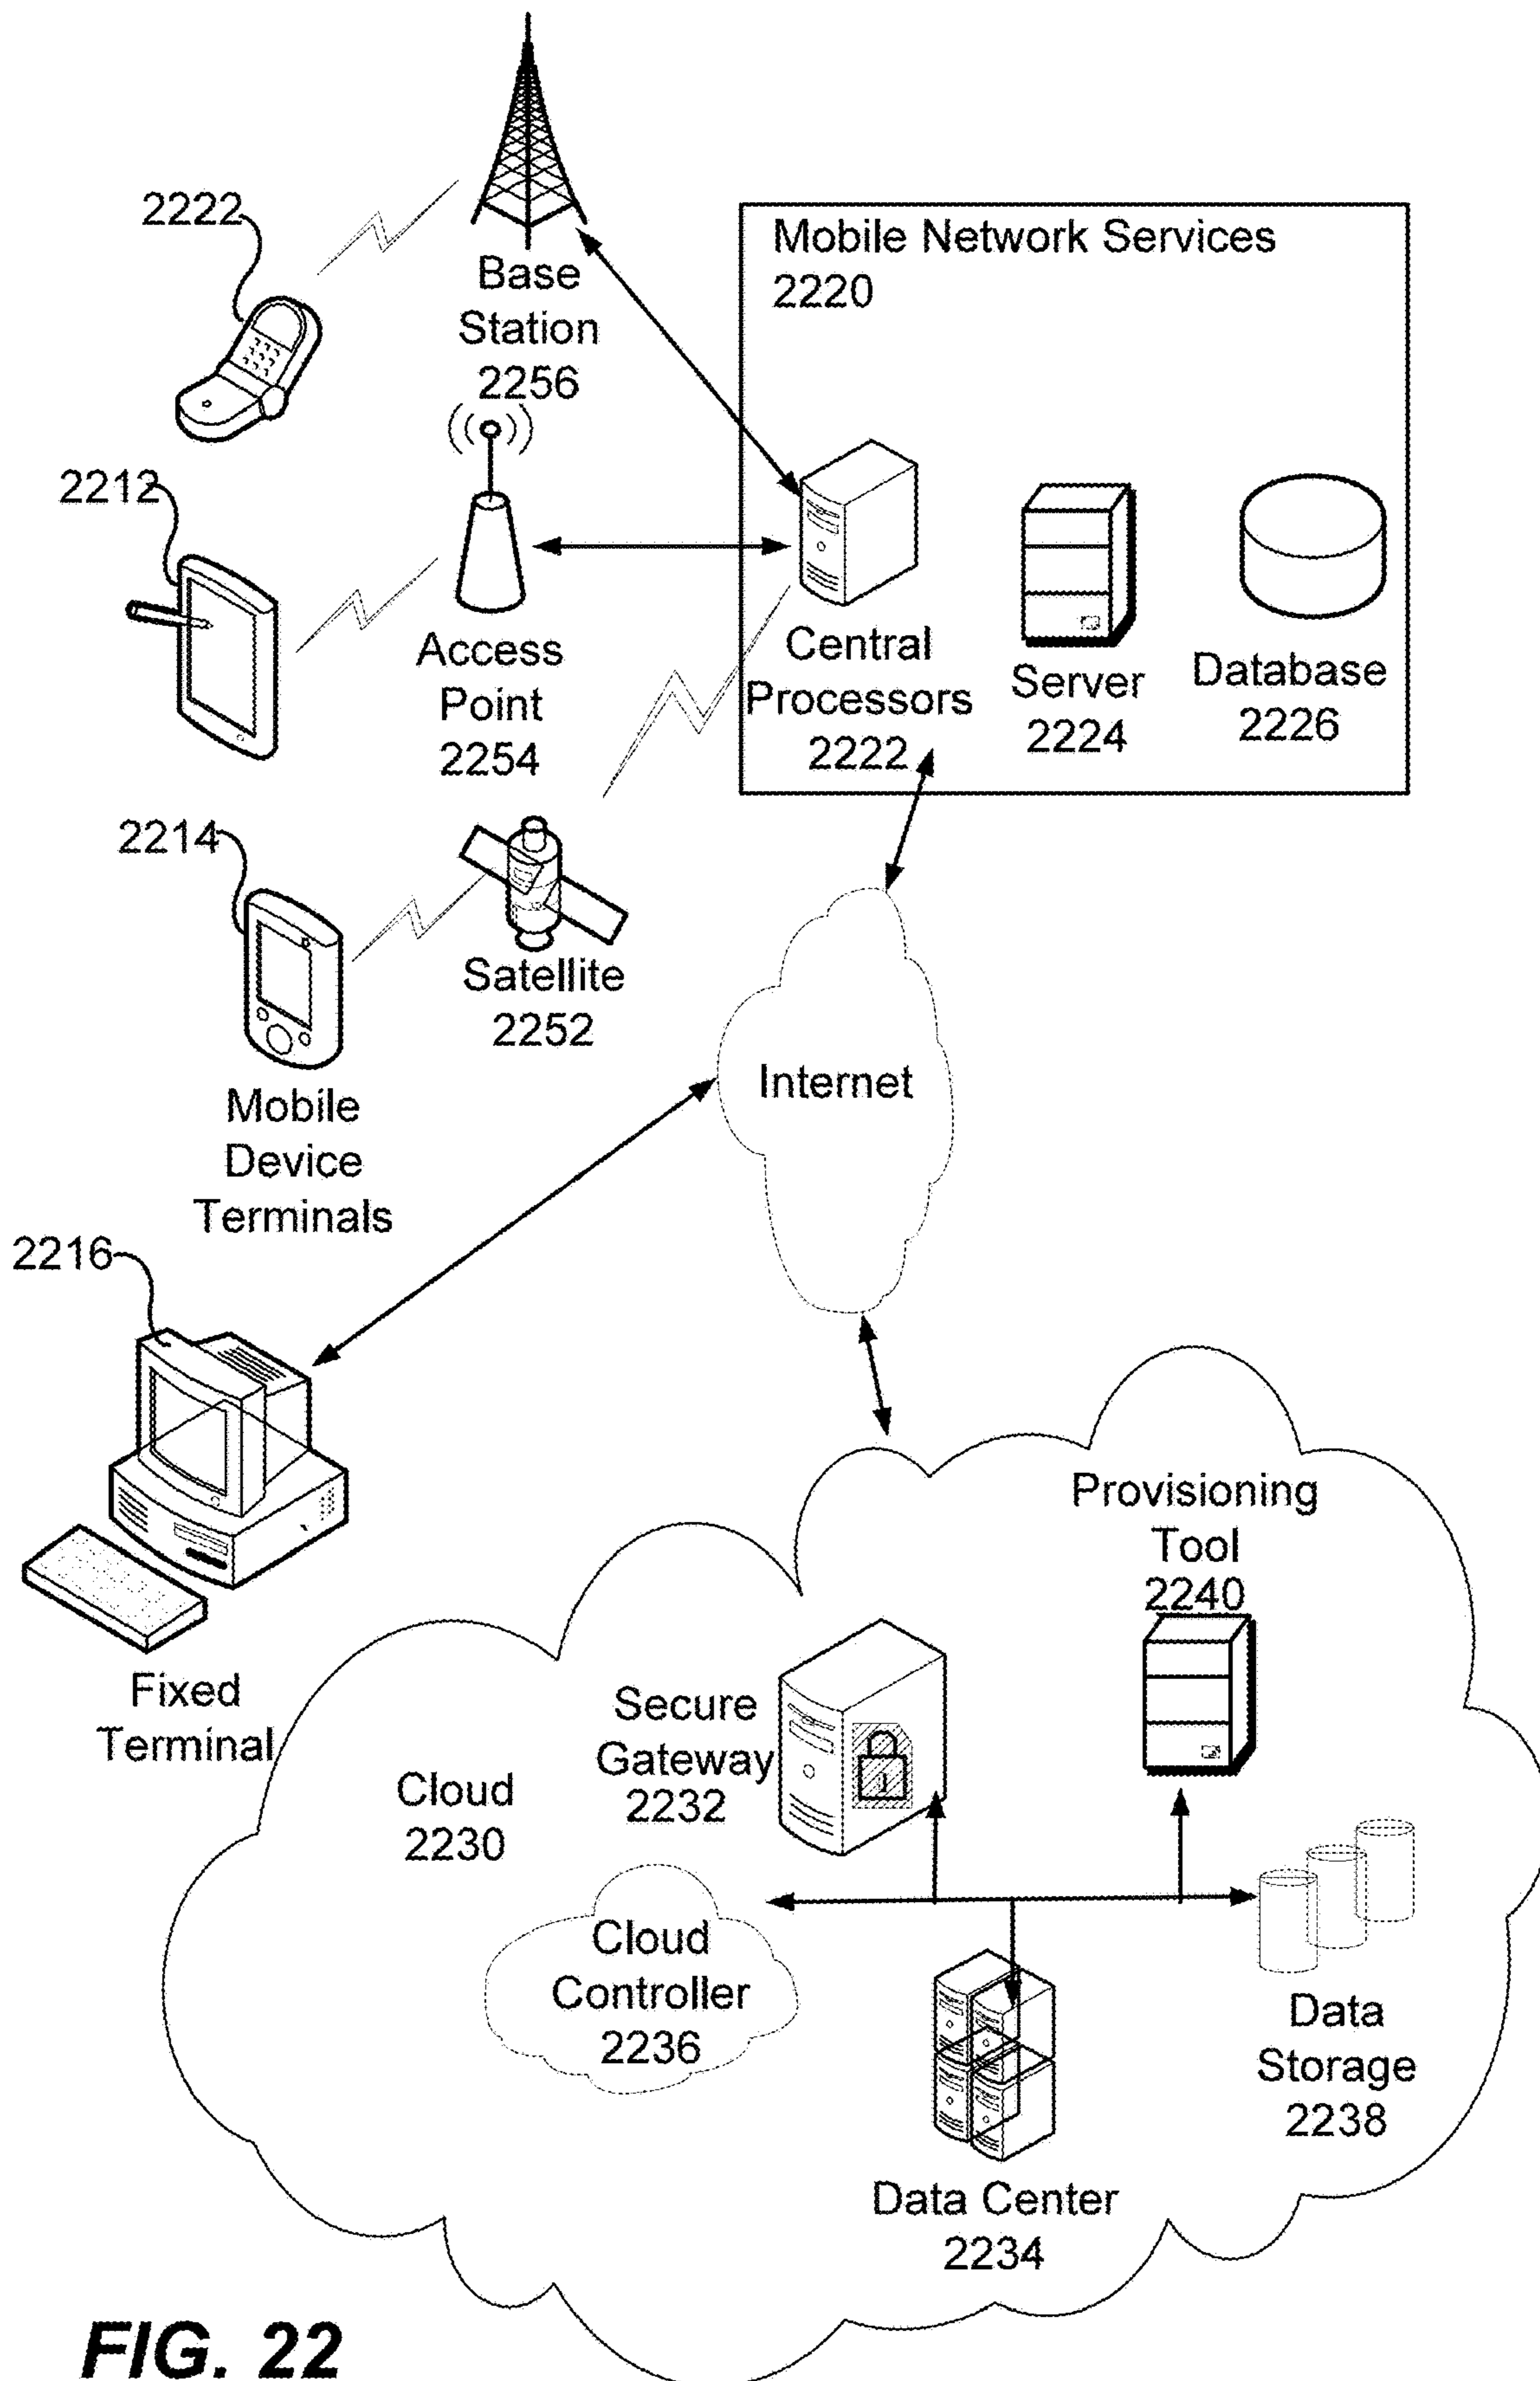 2222
Base
Station
2256
Mobile Network Services
2220
2212
Access
Point
2254
Central
Processors
2222
Server
2224
Database
2226
2214
Satellite
2252
Mobile
Device
Terminals
Internet
2216
Fixed
Terminal
Provisioning
Tool
2240
Secure
Gateway
2232
Cloud
2230
Cloud
Controller
2236
Data
Storage
2238
Data Center
2234
FIG. 22